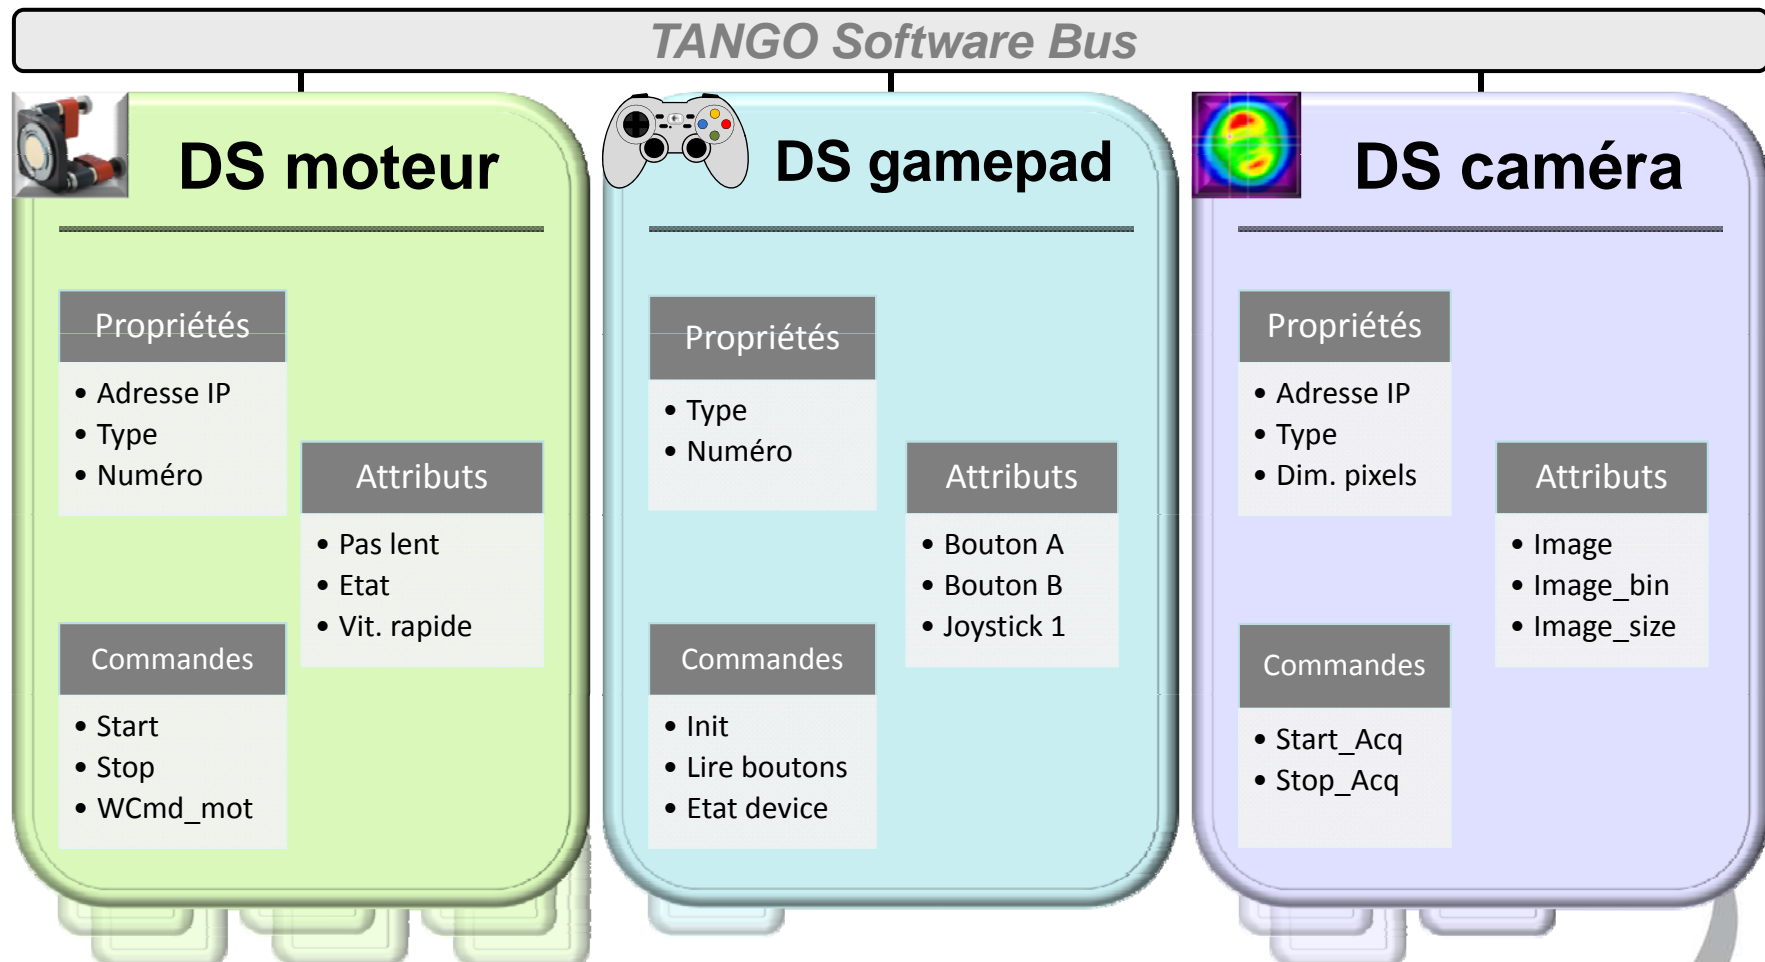 TANGO Software Bus
DS moteur
Propriétés
• Adresse IP
• Type
• Numéro
Attributs
• Pas lent
• Etat
• Vit. rapide
Commandes
• Start
• Stop
• WCmd_mot
DS gamepad
Propriétés
• Type
• Numéro
Attributs
• Bouton A
• Bouton B
• Joystick 1
Commandes
• Init
• Lire boutons
• Etat device
DS caméra
Propriétés
• Adresse IP
• Type
• Dim. pixels
Attributs
• Image
• Image_bin
• Image_size
Commandes
• Start_Acq
• Stop_Acq